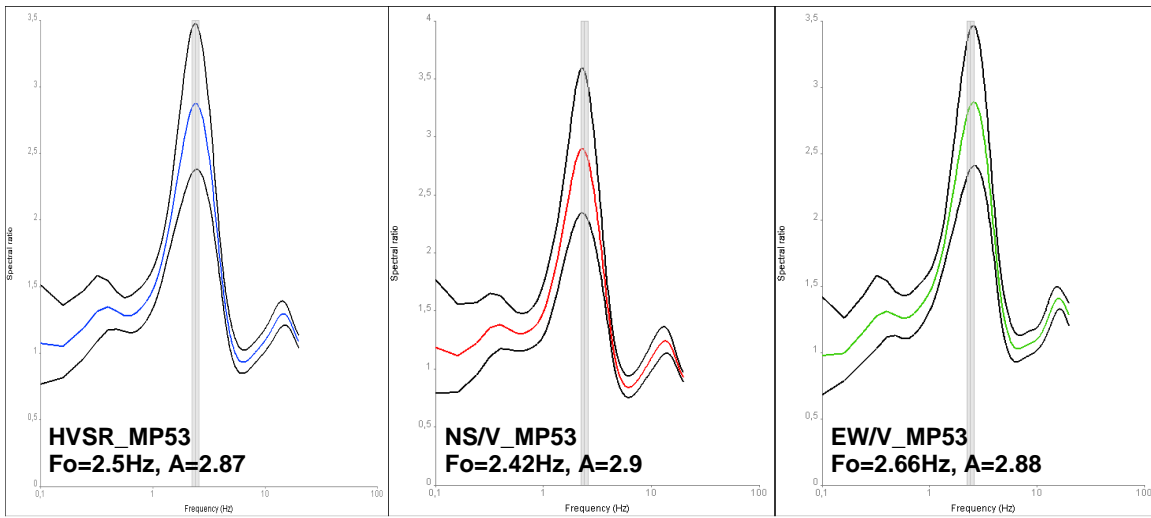 3,5
3
2,5
2
1,5
1
0,5
0
Spectral ratio
HVSR_MP53
Fo=2.5Hz, A=2.87
0,1 1 10 100
Frequency (Hz)
4
3,5
3
2,5
2
1,5
1
0,5
0
Spectral ratio
NS/V_MP53
Fo=2.42Hz, A=2.9
0,1 1 10 100
Frequency (Hz)
3,5
3
2,5
2
1,5
1
0,5
0
Spectral ratio
EW/V_MP53
Fo=2.66Hz, A=2.88
0,1 1 10 100
Frequency (Hz)